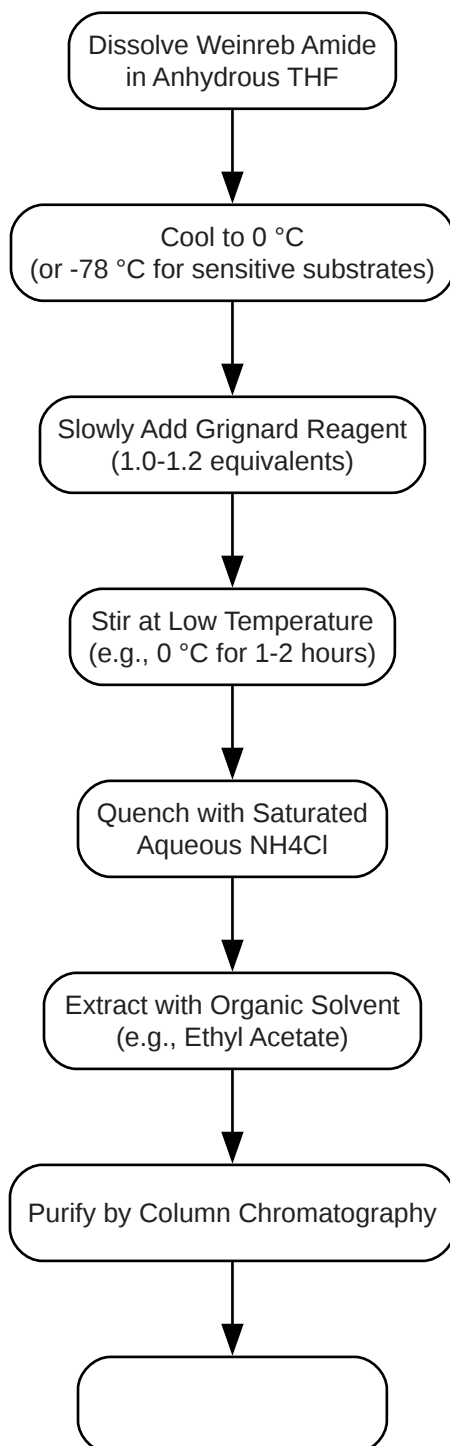 Dissolve Weinreb Amide
in Anhydrous THF
Cool to 0 °C
(or -78 °C for sensitive substrates)
Slowly Add Grignard Reagent
(1.0-1.2 equivalents)
Stir at Low Temperature
(e.g., 0 °C for 1-2 hours)
Quench with Saturated
Aqueous NH4Cl
Extract with Organic Solvent
(e.g., Ethyl Acetate)
Purify by Column Chromatography